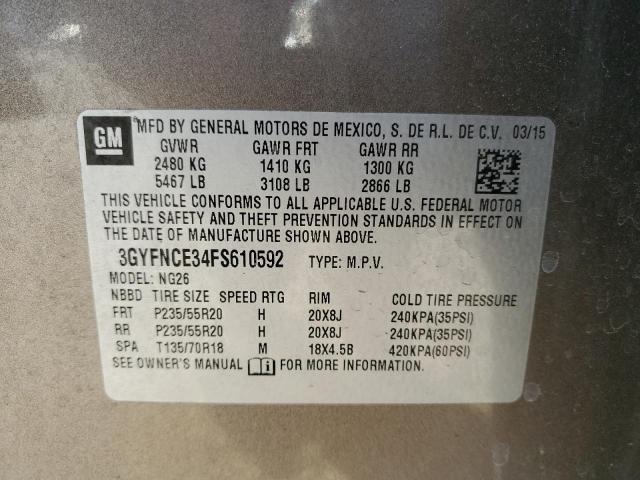 GM MFD BY GENERAL MOTORS DE MEXICO, S. DE R.L. DE C.V. 03/15
GVWR GAWR FRT GAWR RR
2480 KG 1410 KG 1300 KG
5467 LB 3108 LB 2866 LB
THIS VEHICLE CONFORMS TO ALL APPLICABLE U.S. FEDERAL MOTOR
VEHICLE SAFETY AND THEFT PREVENTION STANDARDS IN EFFECT ON
THE DATE OF MANUFACTURE SHOWN ABOVE.
3GYFNCE34FS610592 TYPE: M.P.V.
MODEL: NG26
NBBD TIRE SIZE SPEED RTG RIM COLD TIRE PRESSURE
FRT P235/55R20 H 20X8J 240KPA(35PSI)
RR P235/55R20 H 20X8J 240KPA(35PSI)
SPA T135/70R18 M 18X4.5B 420KPA(60PSI)
SEE OWNER'S MANUAL i FOR MORE INFORMATION.